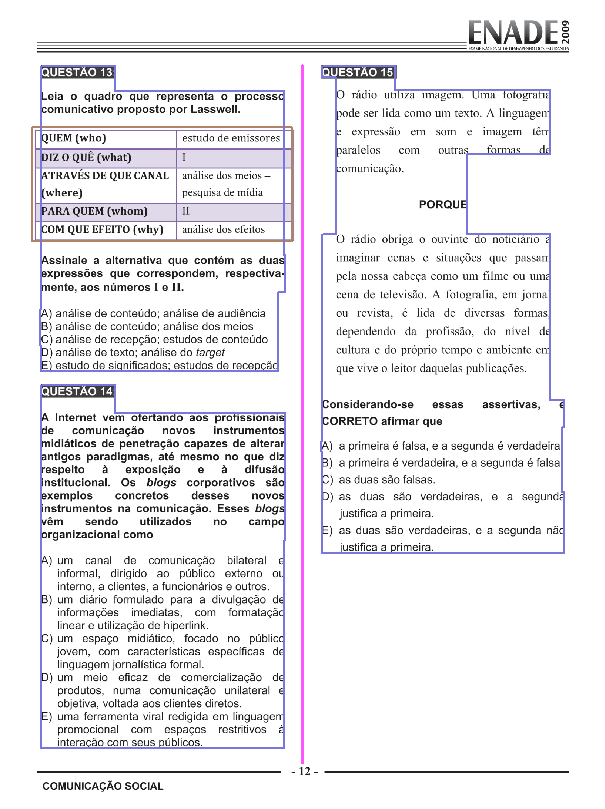 ENADE 2009
EXAME NACIONAL DE DESEMPENHO DOS ESTUDANTES
QUESTÃO 13
Leia o quadro que representa o processo
comunicativo proposto por Lasswell.
QUEM (who) estudo de emissores
DIZ O QUÊ (what) I
ATRAVÉS DE QUE CANAL análise dos meios –
(where) pesquisa de mídia
PARA QUEM (whom) II
COM QUE EFEITO (why) análise dos efeitos
Assinale a alternativa que contém as duas
expressões que correspondem, respectiva-
mente, aos números I e II.
A) análise de conteúdo; análise de audiência
B) análise de conteúdo; análise dos meios
C) análise de recepção; estudos de conteúdo
D) análise de texto; análise do target
E) estudo de significados; estudos de recepção
QUESTÃO 14
A Internet vem ofertando aos profissionais
de comunicação novos instrumentos
midiáticos de penetração capazes de alterar
antigos paradigmas, até mesmo no que diz
respeito à exposição e à difusão
institucional. Os blogs corporativos são
exemplos concretos desses novos
instrumentos na comunicação. Esses blogs
vêm sendo utilizados no campo
organizacional como
A) um canal de comunicação bilateral e
informal, dirigido ao público externo ou
interno, a clientes, a funcionários e outros.
B) um diário formulado para a divulgação de
informações imediatas, com formatação
linear e utilização de hiperlink.
C) um espaço midiático, focado no público
jovem, com características específicas de
linguagem jornalística formal.
D) um meio eficaz de comercialização de
produtos, numa comunicação unilateral e
objetiva, voltada aos clientes diretos.
E) uma ferramenta viral redigida em linguagem
promocional com espaços restritivos à
interação com seus públicos.
QUESTÃO 15
O rádio utiliza imagem. Uma fotografia
pode ser lida como um texto. A linguagem
e expressão em som e imagem têm
paralelos com outras formas de
comunicação.
PORQUE
O rádio obriga o ouvinte do noticiário a
imaginar cenas e situações que passam
pela nossa cabeça como um filme ou uma
cena de televisão. A fotografia, em jornal
ou revista, é lida de diversas formas,
dependendo da profissão, do nível de
cultura e do próprio tempo e ambiente em
que vive o leitor daquelas publicações.
Considerando-se essas assertivas, é
CORRETO afirmar que
A) a primeira é falsa, e a segunda é verdadeira.
B) a primeira é verdadeira, e a segunda é falsa.
C) as duas são falsas.
D) as duas são verdadeiras, e a segunda
justifica a primeira.
E) as duas são verdadeiras, e a segunda não
justifica a primeira.
- 12 -
COMUNICAÇÃO SOCIAL